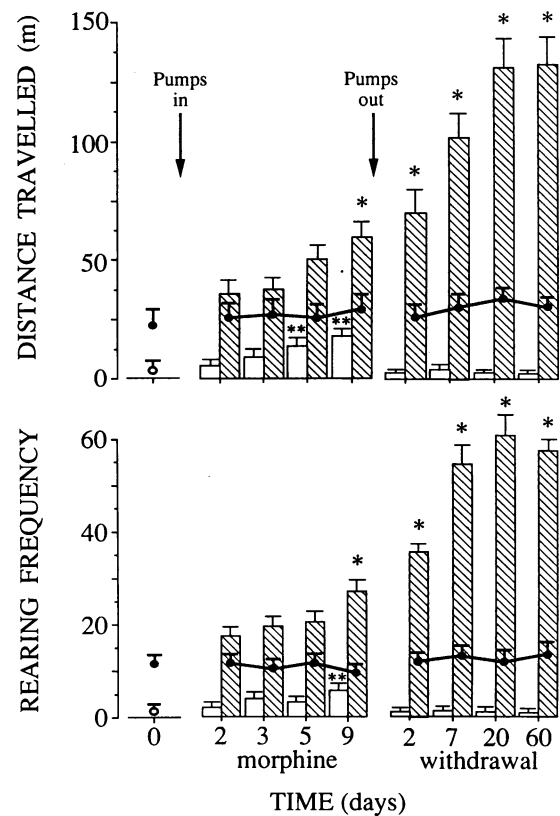 DISTANCE TRAVELLED (m)
150
100
50
0
Pumps
in
Pumps
out
*
*
*
*
*
**
**
REARING FREQUENCY
60
40
20
0
*
*
*
*
*
**
0 2 3 5 9 2 7 20 60
morphine withdrawal
TIME (days)